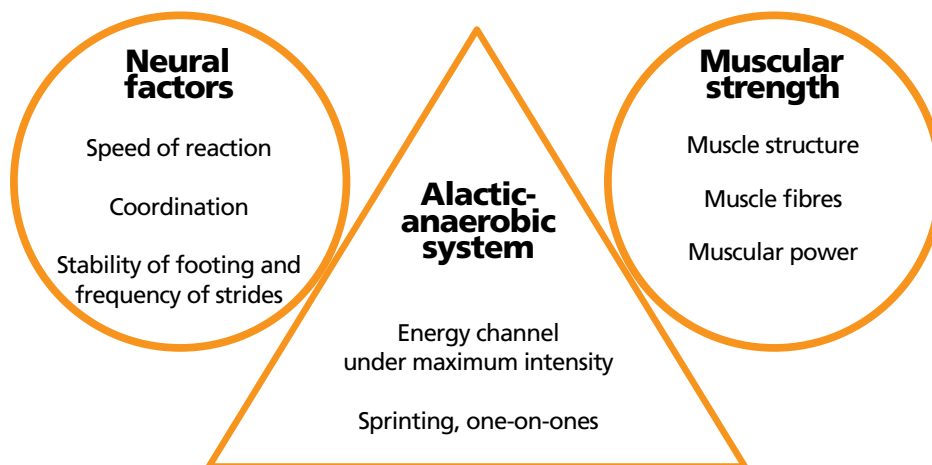 Neural
factors
Speed of reaction
Coordination
Stability of footing and
frequency of strides
Alactic-
anaerobic
system
Energy channel
under maximum intensity
Sprinting, one-on-ones
Muscular
strength
Muscle structure
Muscle fibres
Muscular power